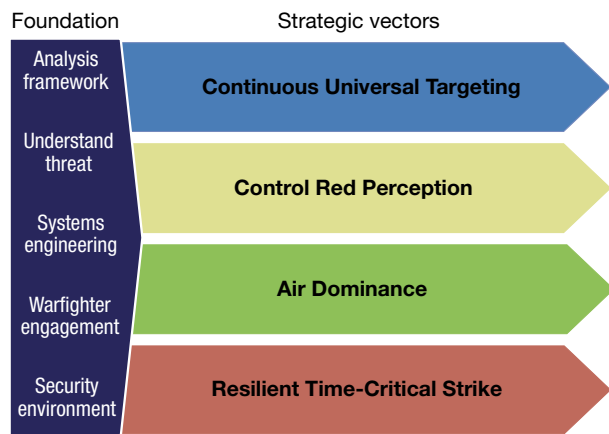 Foundation
Strategic vectors
Analysis
framework
Understand
threat
Systems
engineering
Warfighter
engagement
Security
environment
Continuous Universal Targeting
Control Red Perception
Air Dominance
Resilient Time-Critical Strike